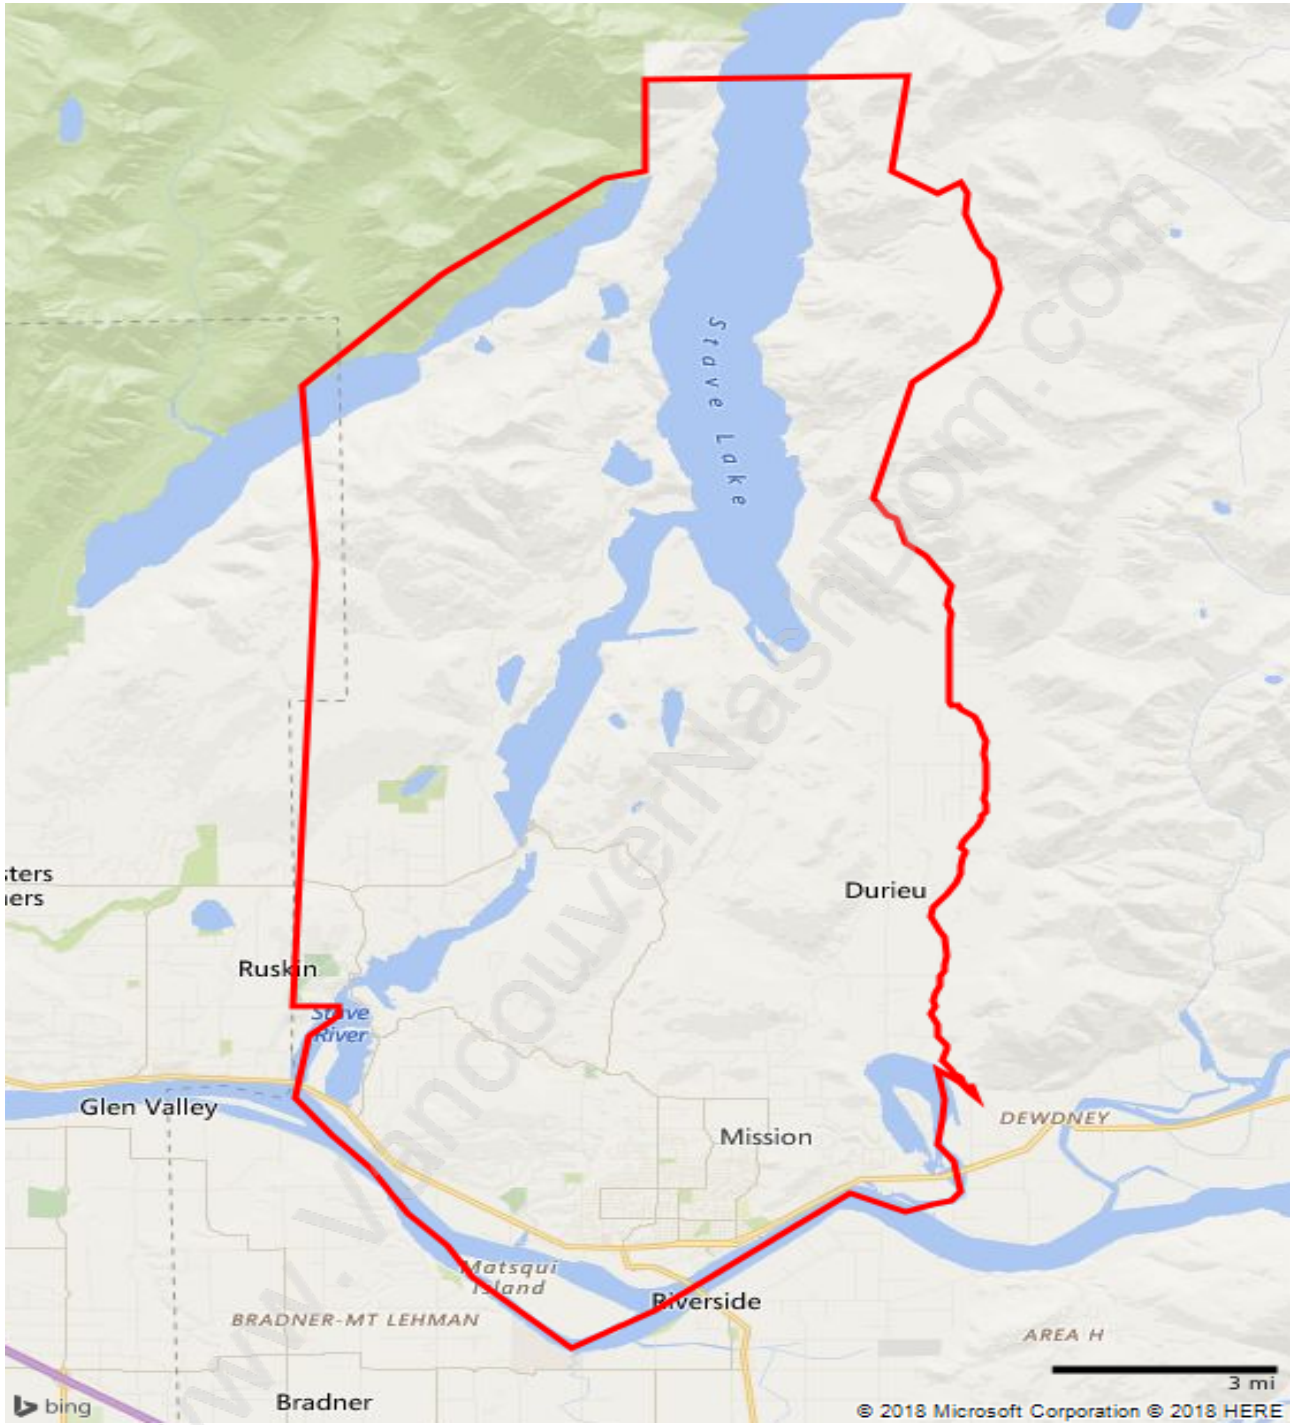 Stave Lake
sters
ers
Durieu
Ruskin
Stave
River
Glen Valley
DEWDNEY
Mission
Matsqui
Island
Riverside
BRADNER-MT LEHMAN
AREA H
3 mi
Bradner
bing
© 2018 Microsoft Corporation © 2018 HERE
www.VancouverNashDom.com